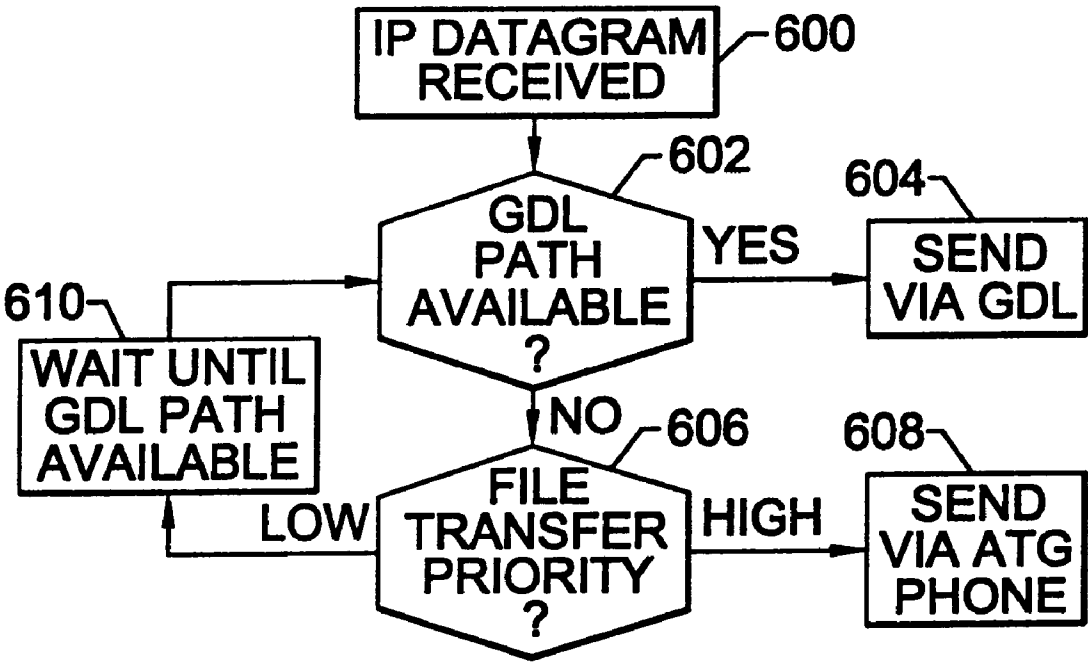 IP DATAGRAM
RECEIVED
600
602
GDL
PATH
AVAILABLE
?
YES
604
SEND
VIA GDL
610
WAIT UNTIL
GDL PATH
AVAILABLE
NO
606
FILE
TRANSFER
PRIORITY
?
LOW
HIGH
608
SEND
VIA ATG
PHONE